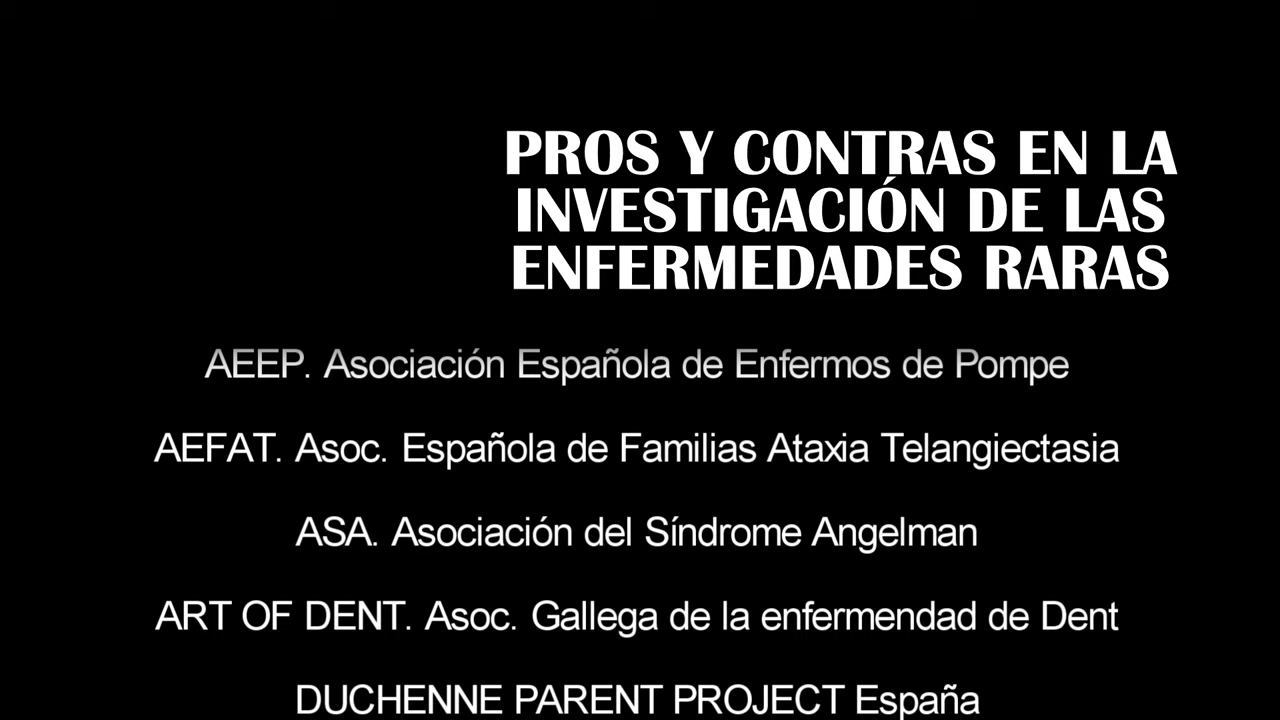 PROS Y CONTRAS EN LA
INVESTIGACIÓN DE LAS
ENFERMEDADES RARAS
AEEP. Asociación Española de Enfermos de Pompe
AEFAT. Asoc. Española de Familias Ataxia Telangiectasia
ASA. Asociación del Síndrome Angelman
ART OF DENT. Asoc. Gallega de la enfermendad de Dent
DUCHENNE PARENT PROJECT España